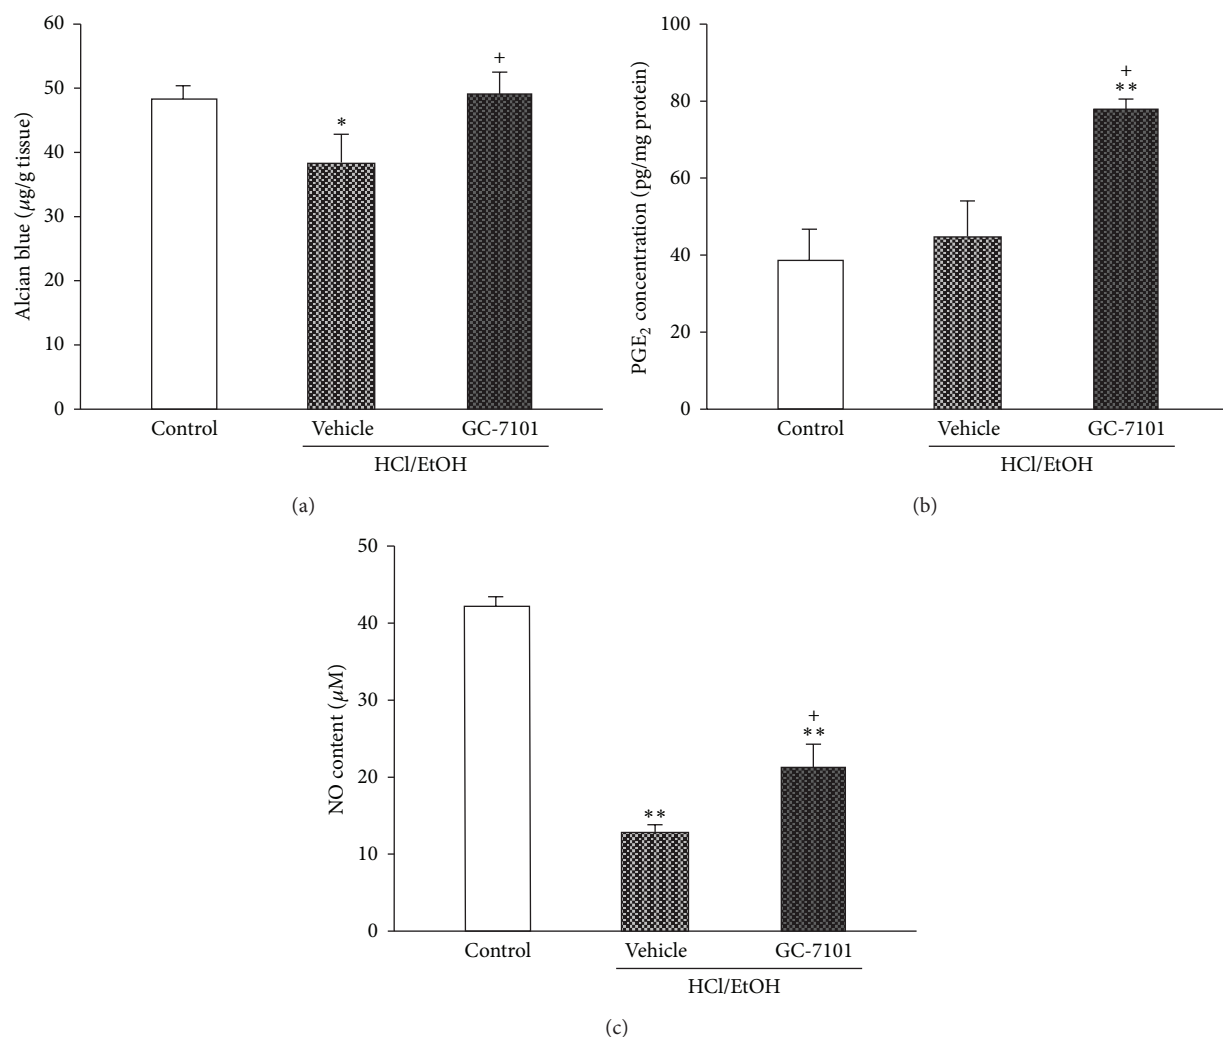 60
50
40
30
20
10
0
Alcian blue (μg/g tissue)
*
+
Control
Vehicle
GC-7101
HCl/EtOH
(a)
100
80
60
40
20
0
PGE₂ concentration (pg/mg protein)
+
**
Control
Vehicle
GC-7101
HCl/EtOH
(b)
50
40
30
20
10
0
NO content (μM)
**
+
**
Control
Vehicle
GC-7101
HCl/EtOH
(c)